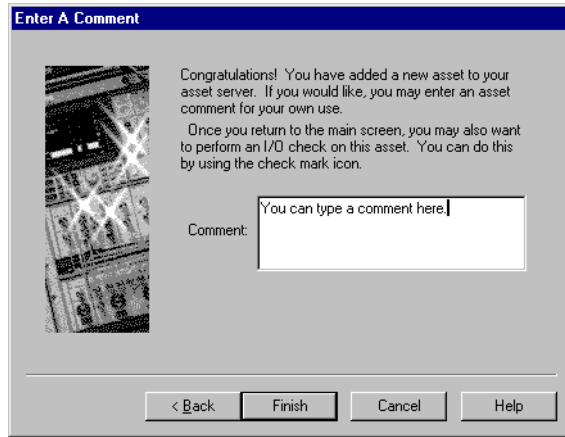 Enter A Comment
Congratulations!  You have added a new asset to your
asset server.  If you would like, you may enter an asset
comment for your own use.
Once you return to the main screen, you may also want
to perform an I/O check on this asset.  You can do this
by using the check mark icon.
Comment:
You can type a comment here.
< Back
Finish
Cancel
Help